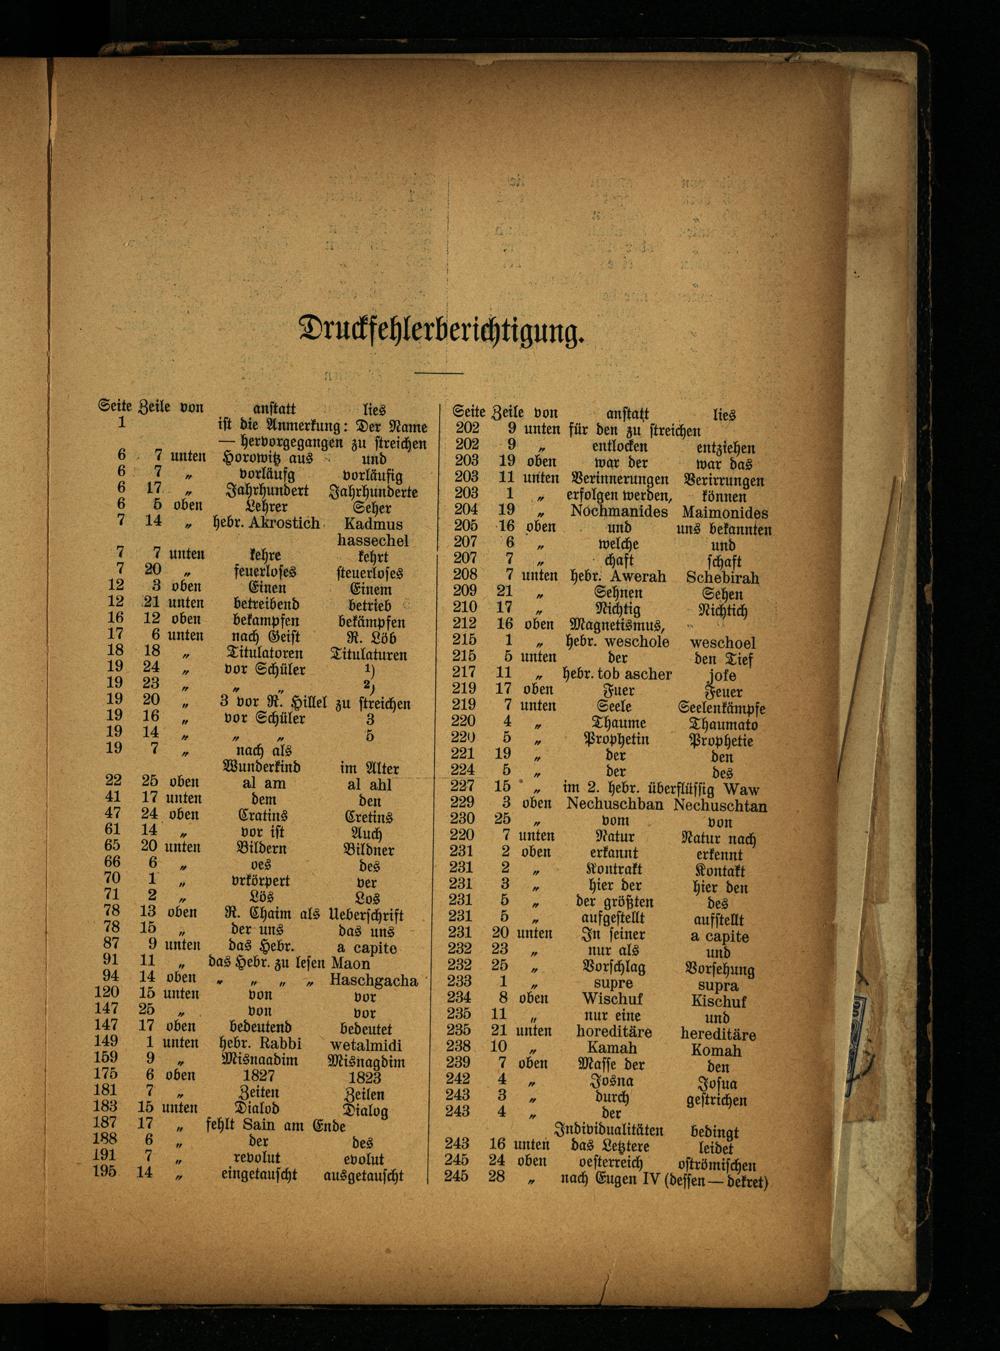 Druckfehlerberichtigung.
Seite Zeile von anstatt lies
1 ist die Anmerkung: Der Name
— hervorgegangen zu streichen
6 7 unten Horowitz aus und
6 7 „ vorläufg vorläufig
6 17 „ Jahrhundert Jahrhunderte
6 5 oben Lehrer Seher
7 14 „ hebr. Akrostich Kadmus
hassechel
7 7 unten kehre kehrt
7 20 „ feuerloses steuerloses
12 3 oben Einen Einem
12 21 unten betreibend betrieb
16 12 oben bekampfen bekämpfen
17 6 unten nach Geist R. Löb
18 18 „ Titulatoren Titulaturen
19 24 „ vor Schüler 1)
19 23 „ „ „ 2)
19 20 „ 3 vor R. Hillel zu streichen
19 16 „ vor Schüler 3
19 14 „ „ „ 5
19 7 „ nach als
Wunderkind im Alter
22 25 oben al am al ahl
41 17 unten dem den
47 24 oben Cratins Cretins
61 14 „ vor ist Auch
65 20 unten Bildern Bildner
66 6 „ oes des
70 1 „ vrkörpert ver
71 2 „ Lös Los
78 13 oben R. Chaim als Ueberschrift
78 15 „ der uns das uns
87 9 unten das Hebr. a capite
91 11 „ das Hebr. zu lesen Maon
94 14 oben „ „ „ „ Haschgacha
120 15 unten von vor
147 25 „ von vor
147 17 oben bedeutend bedeutet
149 1 unten hebr. Rabbi wetalmidi
159 9 „ Misnaadim Misnagdim
175 6 oben 1827 1823
181 7 „ Zeiten Zeilen
183 15 unten Dialod Dialog
187 17 „ fehlt Sain am Ende
188 6 „ der des
191 7 „ revolut evolut
195 14 „ eingetauscht ausgetauscht
Seite Zeile von anstatt lies
202 9 unten für den zu streichen
202 9 „ entlocken entziehen
203 19 oben war der war das
203 11 unten Verinnerungen Verirrungen
203 1 „ erfolgen werden, können
204 19 „ Nochmanides Maimonides
205 16 oben und uns bekannten
207 6 „ welche und
207 7 „ chaft schaft
208 7 unten hebr. Awerah Schebirah
209 21 „ Sehnen Sehen
210 17 „ Nichtig Nichtich
212 16 oben Magnetismus, „
215 1 „ hebr. weschole weschoel
215 5 unten der den Tief
217 11 „ hebr. tob ascher jofe
219 17 oben Fuer Feuer
219 7 unten Seele Seelenkämpfe
220 4 „ Thaume Thaumato
220 5 „ Prophetin Prophetie
221 19 „ der den
224 5 „ der des
227 15 „ im 2. hebr. überflüssig Waw
229 3 oben Nechuschban Nechuschtan
230 25 „ vom von
220 7 unten Natur Natur nach
231 2 oben erkannt erkennt
231 2 „ Kontrakt Kontakt
231 3 „ hier der hier den
231 5 „ der größten des
231 5 „ aufgestellt aufstellt
231 20 unten In seiner a capite
232 23 „ nur als und
232 25 „ Vorschlag Vorsehung
233 1 „ supre supra
234 8 oben Wischuf Kischuf
235 11 „ nur eine und
235 21 unten horeditäre hereditäre
238 10 „ Kamah Komah
239 7 oben Masse der den
242 4 „ Josna Josua
243 3 „ durch gestrichen
243 4 „ der
Individualitäten bedingt
243 16 unten das Letztere leidet
245 24 oben oesterreich oströmischen
245 28 „ nach Eugen IV (dessen — dekret)